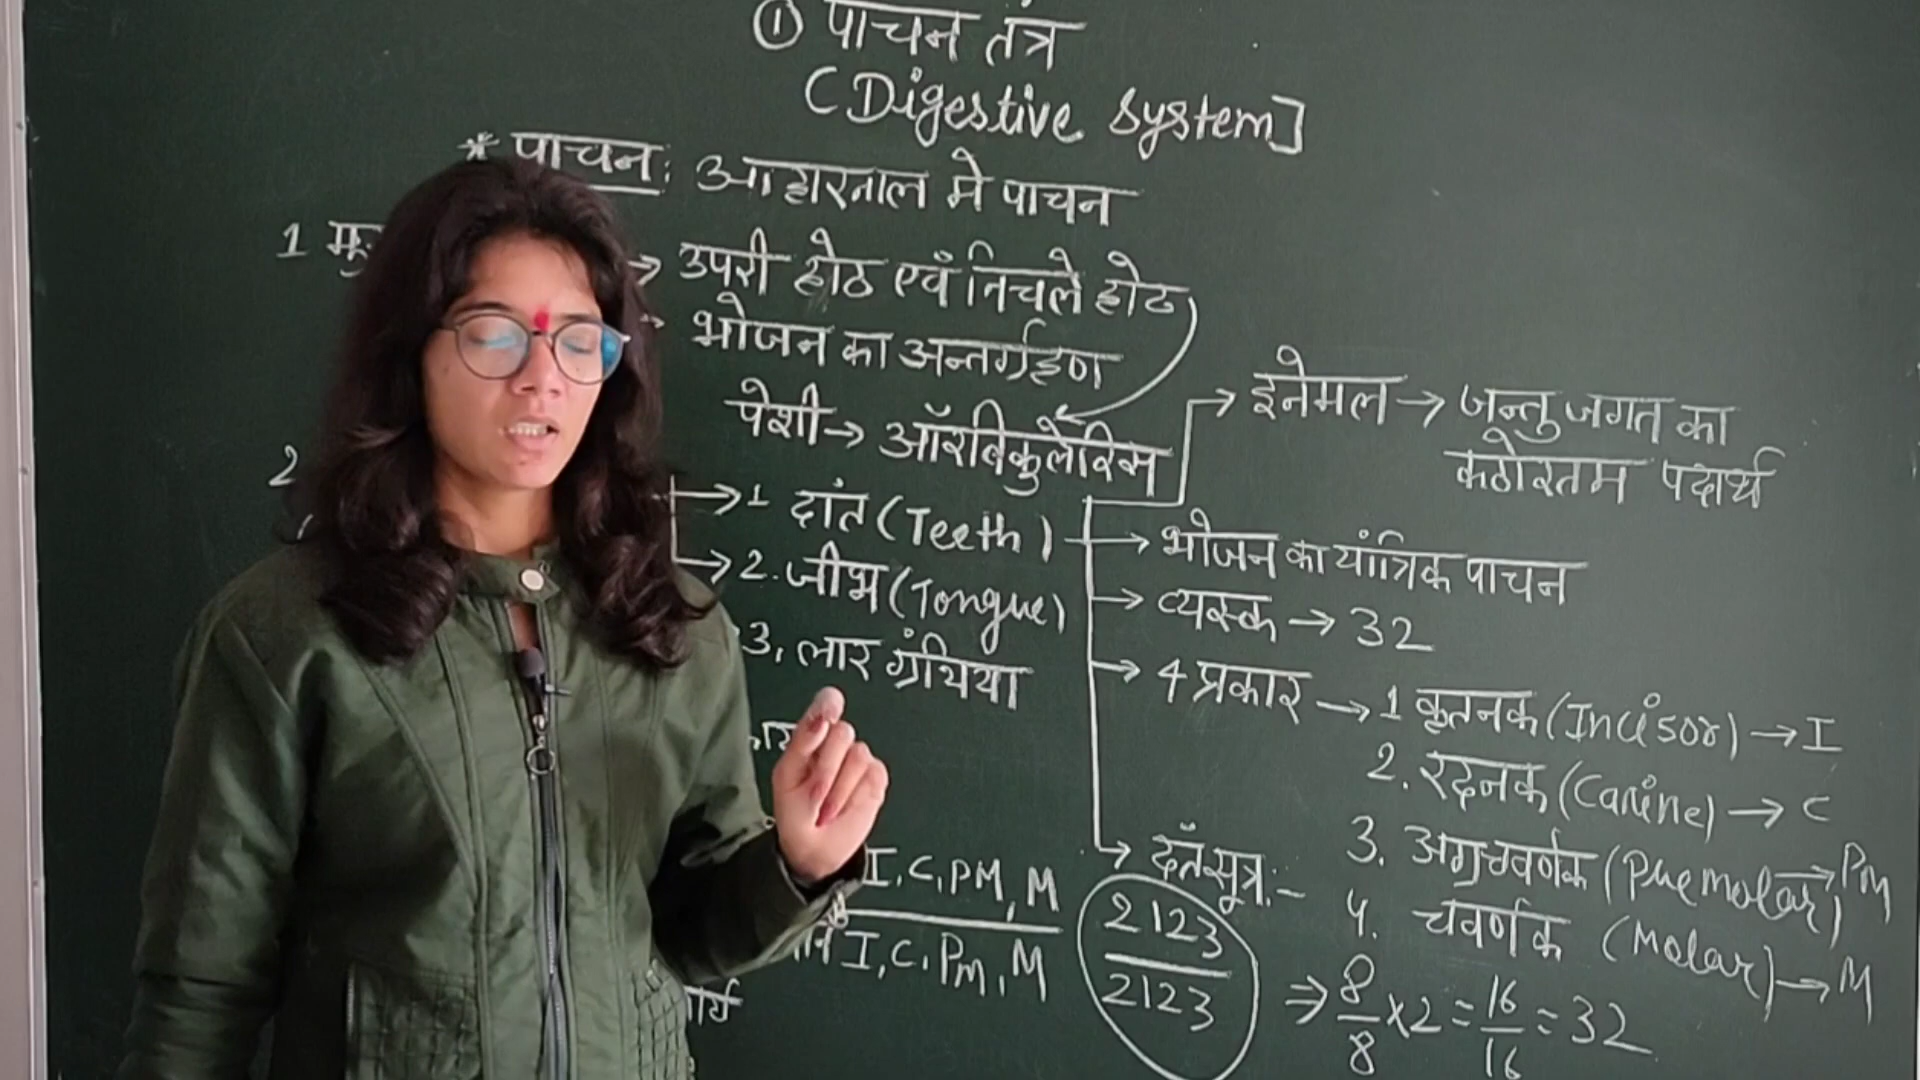 ① पाचन तंत्र
(Digestive System]
* पाचन: आहारनाल मे पाचन
1
→ उपरी होठ एवं निचले होठ
→ भोजन का अन्तर्ग्रहण
पेशी → ऑरबिकुलेरिस
→ इनेमल → जन्तु जगत का
कठोरतम पदार्थ
2
→ 1 दांत (Teeth)
→ 2. जीभ (Tongue)
3. लार ग्रंथिया
→ भोजन का यांत्रिक पाचन
→ व्यस्क → 32
→ 4 प्रकार → 1 कृतनक (Incisor) → I
2. रदनक (Canine) → C
3. अग्रचवर्णक (Premolar) → PM
4. चवर्णक (Molar) → M
→ दँतसूत्र:-
I, C, PM, M
I, C, PM, M
2123
2123
⇒ 8/8 x2 = 16/16 = 32